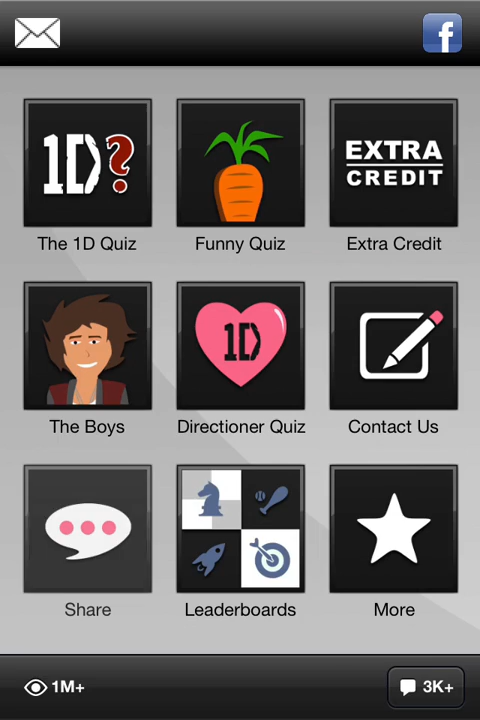 f
1D?
EXTRA
CREDIT
The 1D Quiz
Funny Quiz
Extra Credit
1D
The Boys
Directioner Quiz
Contact Us
Share
Leaderboards
More
1M+
3K+